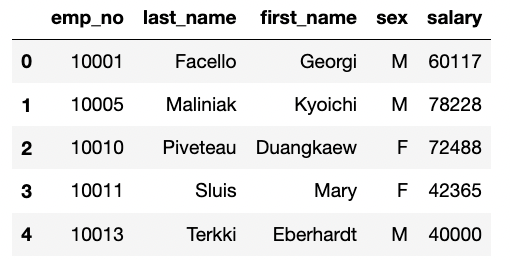 emp_no last_name first_name sex salary
0 10001 Facello Georgi M 60117
1 10005 Maliniak Kyoichi M 78228
2 10010 Piveteau Duangkaew F 72488
3 10011 Sluis Mary F 42365
4 10013 Terkki Eberhardt M 40000